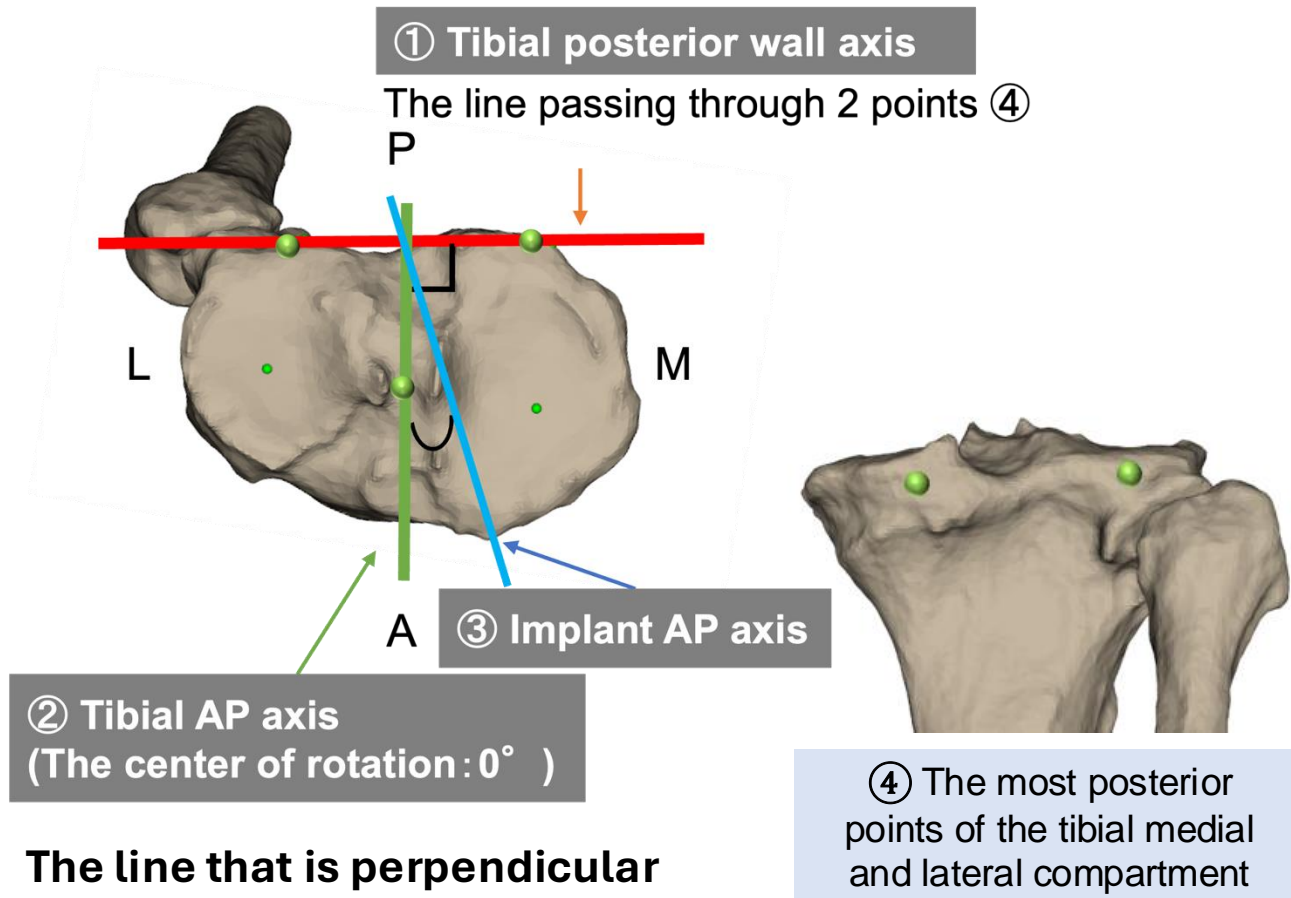 ① Tibial posterior wall axis
The line passing through 2 points ④
P
L
M
A
③ Implant AP axis
② Tibial AP axis
(The center of rotation:0° )
The line that is perpendicular
④ The most posterior
points of the tibial medial
and lateral compartment